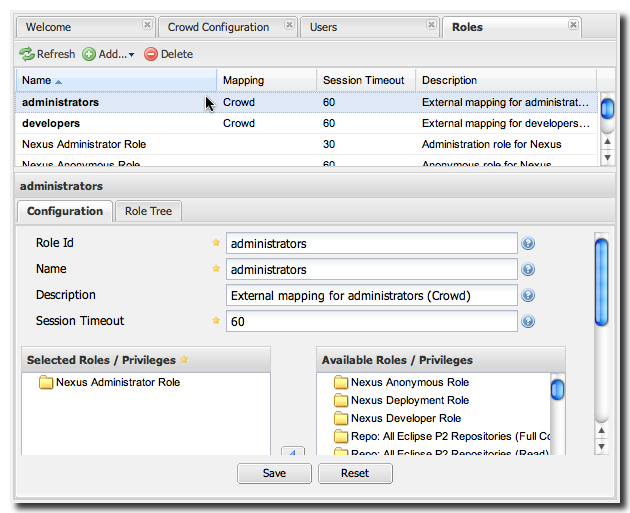 Welcome Crowd Configuration Users Roles
Refresh Add... Delete
Name Mapping Session Timeout Description
administrators Crowd 60 External mapping for administrat...
developers Crowd 60 External mapping for developers...
Nexus Administrator Role 30 Administration role for Nexus
Nexus Anonymous Role 60 Anonymous role for Nexus
administrators
Configuration Role Tree
Role Id administrators
Name administrators
Description External mapping for administrators (Crowd)
Session Timeout 60
Selected Roles / Privileges Available Roles / Privileges
Nexus Administrator Role Nexus Anonymous Role
Nexus Deployment Role
Nexus Developer Role
Repo: All Eclipse P2 Repositories (Full Co
Repo: All Eclipse P2 Repositories (Read)
Save Reset